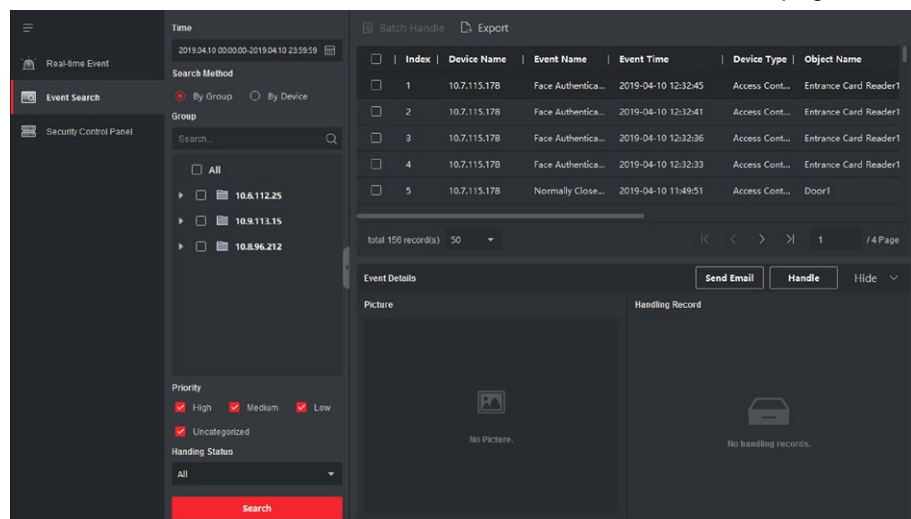 Real-time Event
Event Search
Security Control Panel
Time
2019.04.10 00:00:00-2019.04.10 23:59:59
Search Method
By Group
By Device
Group
Search...
All
10.6.112.25
10.9.113.15
10.8.96.212
Priority
High Medium Low
Uncategorized
Handing Status
All
Search
Batch Handle Export
Index Device Name Event Name Event Time Device Type Object Name
1 10.7.115.178 Face Authentica... 2019-04-10 12:32:45 Access Cont... Entrance Card Reader1
2 10.7.115.178 Face Authentica... 2019-04-10 12:32:41 Access Cont... Entrance Card Reader1
3 10.7.115.178 Face Authentica... 2019-04-10 12:32:36 Access Cont... Entrance Card Reader1
4 10.7.115.178 Face Authentica... 2019-04-10 12:32:33 Access Cont... Entrance Card Reader1
5 10.7.115.178 Normally Close... 2019-04-10 11:49:51 Access Cont... Door1
total 156 record(s) 50 1 / 4 Page
Event Details Send Email Handle Hide
Picture
No Picture.
Handling Record
No handling records.